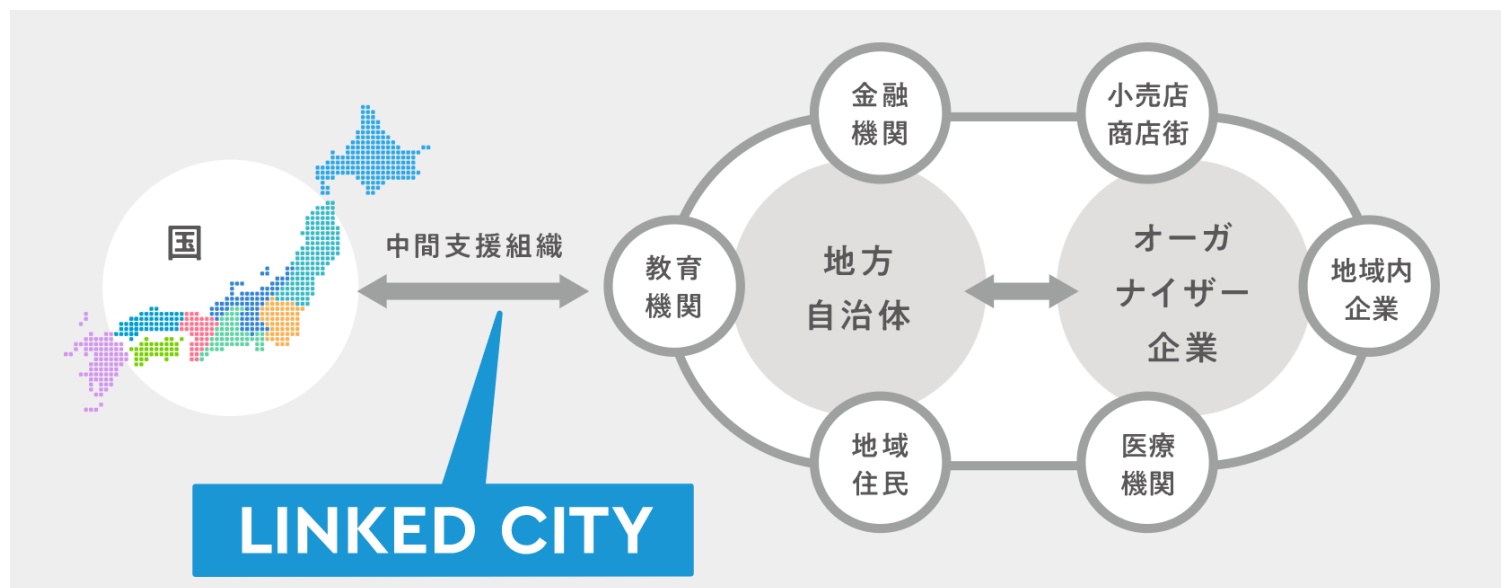 国
中間支援組織
LINKED CITY
金融
機関
小売店
商店街
教育
機関
地方
自治体
オーガ
ナイザー
企業
地域内
企業
地域
住民
医療
機関